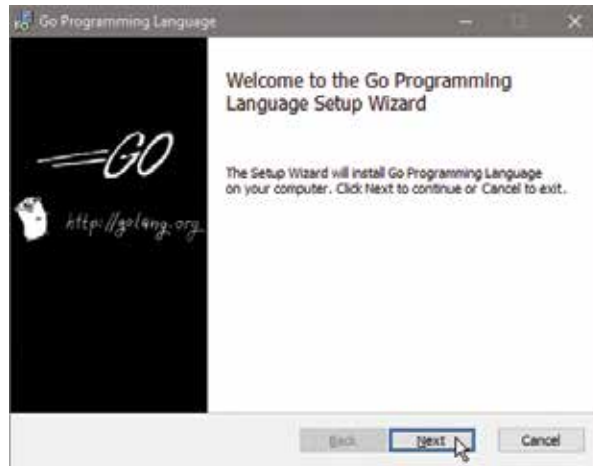 Go Programming Language
GO
http://golang.org
Welcome to the Go Programming
Language Setup Wizard
The Setup Wizard will install Go Programming Language
on your computer. Click Next to continue or Cancel to exit.
Back
Next
Cancel